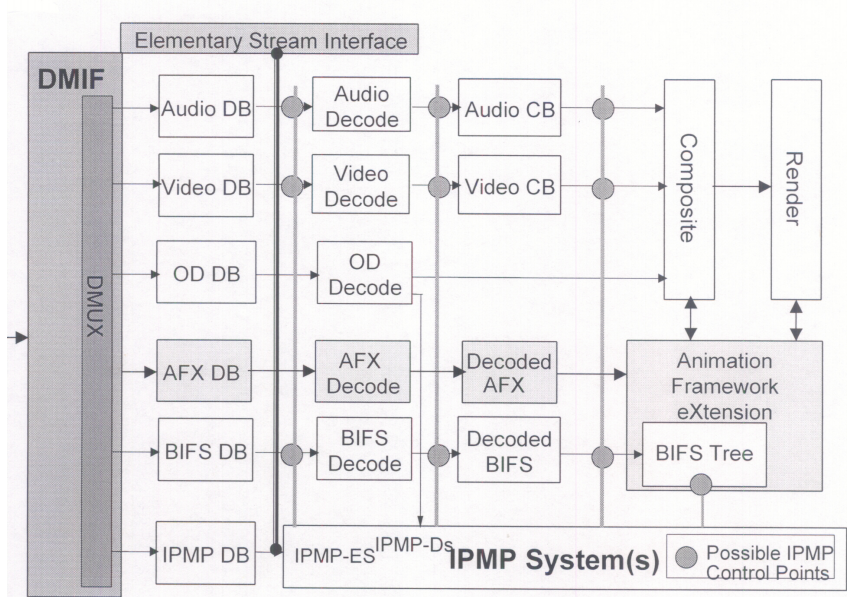 Elementary Stream Interface
DMIF
DMUX
Audio DB
Audio
Decode
Audio CB
Video DB
Video
Decode
Video CB
OD DB
OD
Decode
Composite
Render
AFX DB
AFX
Decode
Decoded
AFX
Animation
Framework
eXtension
BIFS DB
BIFS
Decode
Decoded
BIFS
BIFS Tree
IPMP DB
IPMP-ES
IPMP-Ds
IPMP System(s)
Possible IPMP
Control Points